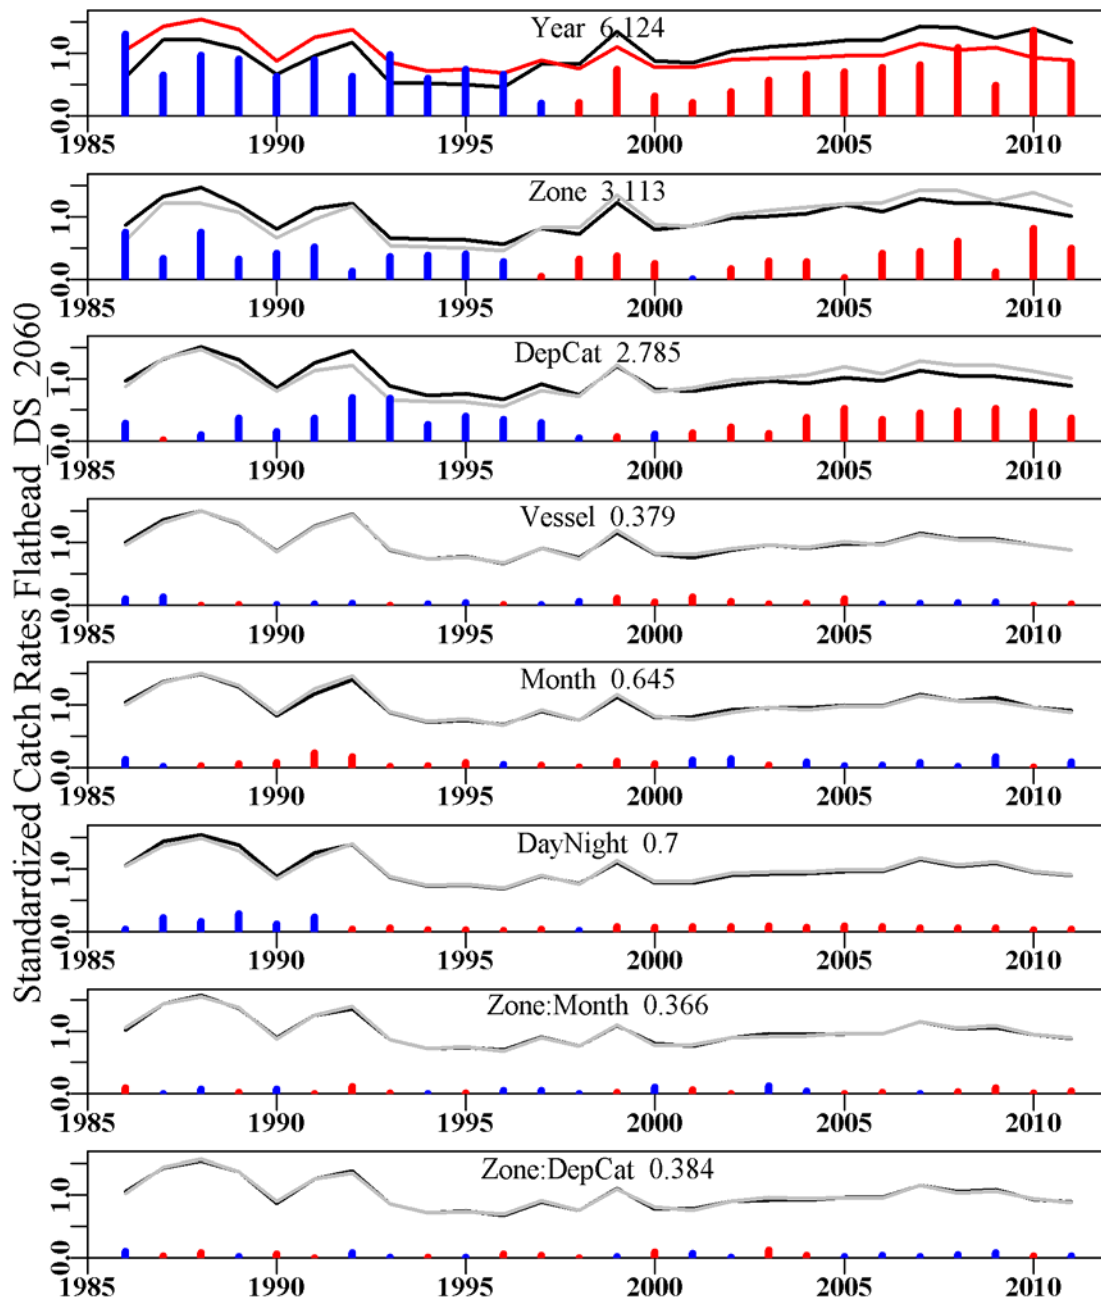 Standardized Catch Rates Flathead_DS_2060
Year 6.124
0.0 1.0
1985 1990 1995 2000 2005 2010
Zone 3.113
0.0 1.0
1985 1990 1995 2000 2005 2010
DepCat 2.785
0.0 1.0
1985 1990 1995 2000 2005 2010
Vessel 0.379
0.0 1.0
1985 1990 1995 2000 2005 2010
Month 0.645
0.0 1.0
1985 1990 1995 2000 2005 2010
DayNight 0.7
0.0 1.0
1985 1990 1995 2000 2005 2010
Zone:Month 0.366
0.0 1.0
1985 1990 1995 2000 2005 2010
Zone:DepCat 0.384
0.0 1.0
1985 1990 1995 2000 2005 2010